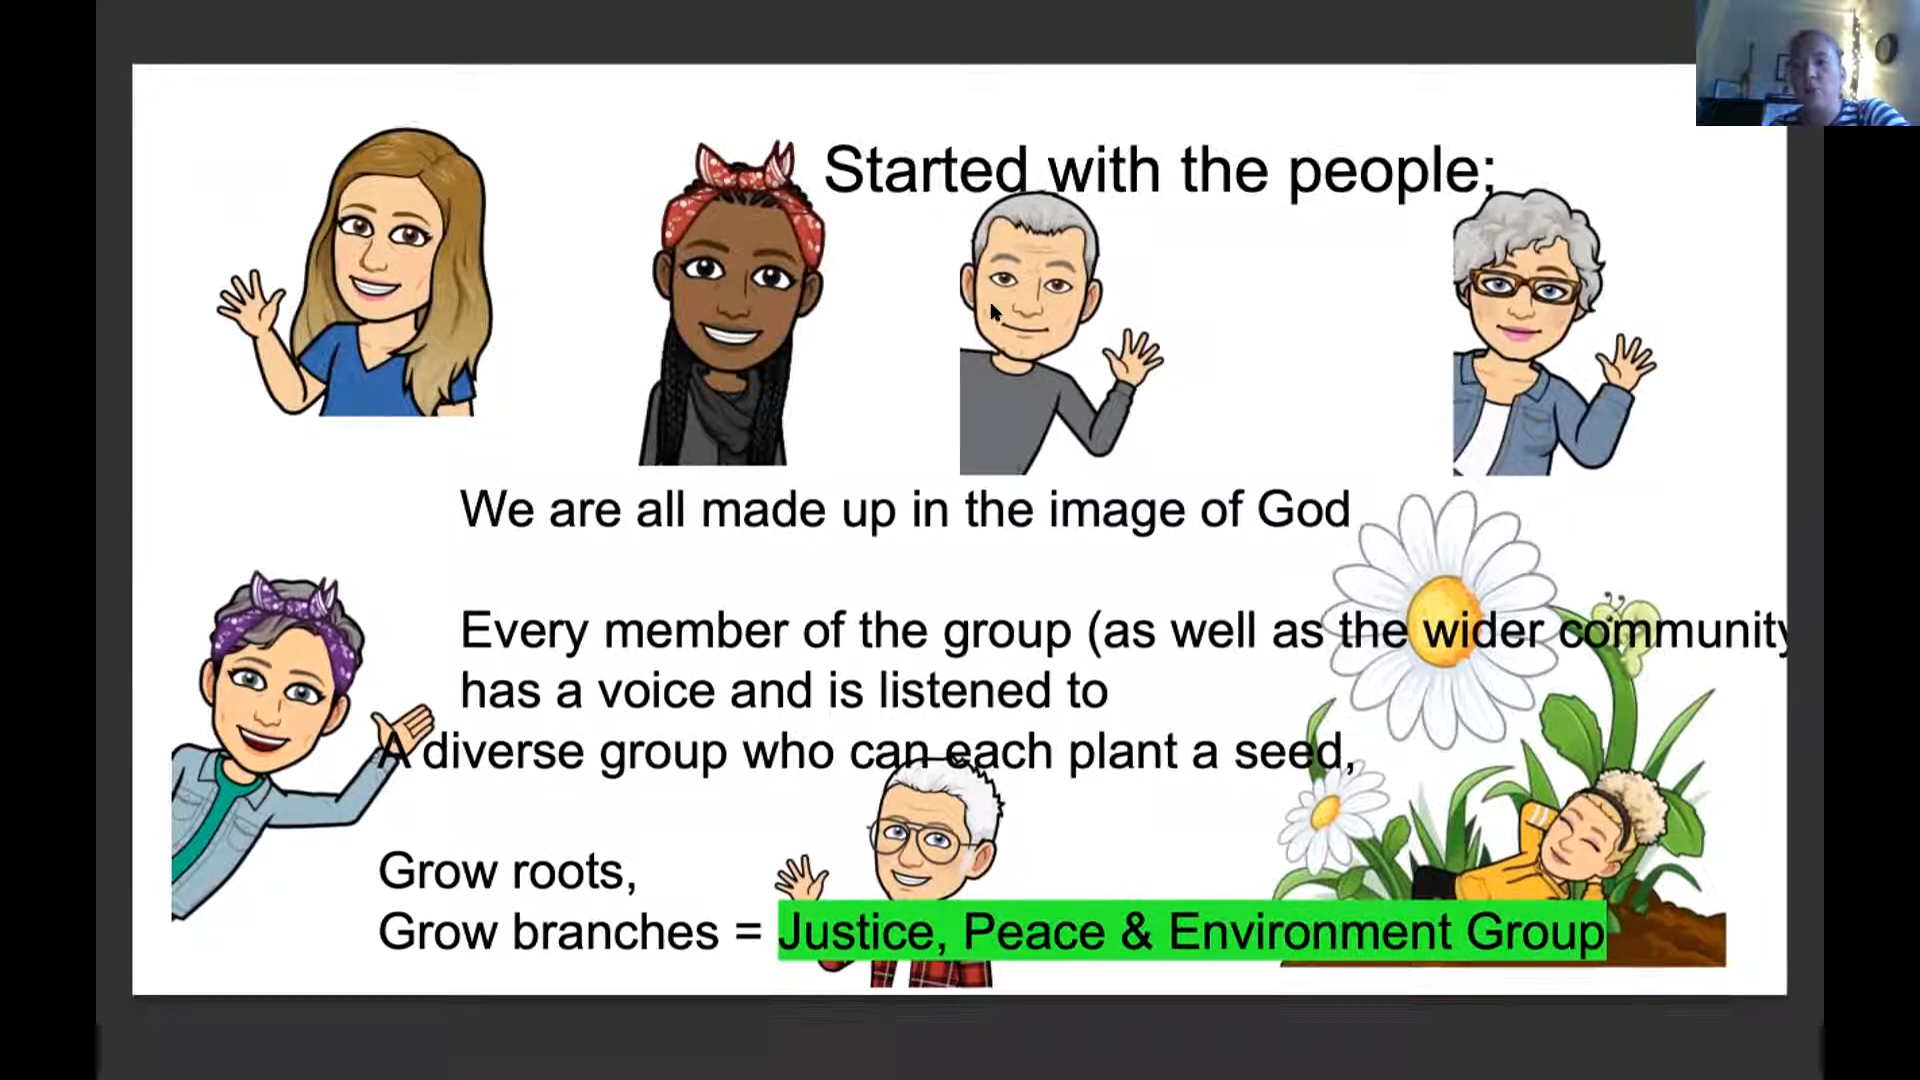 Started with the people;
We are all made up in the image of God
Every member of the group (as well as the wider community
has a voice and is listened to
A diverse group who can each plant a seed,
Grow roots,
Grow branches = Justice, Peace & Environment Group